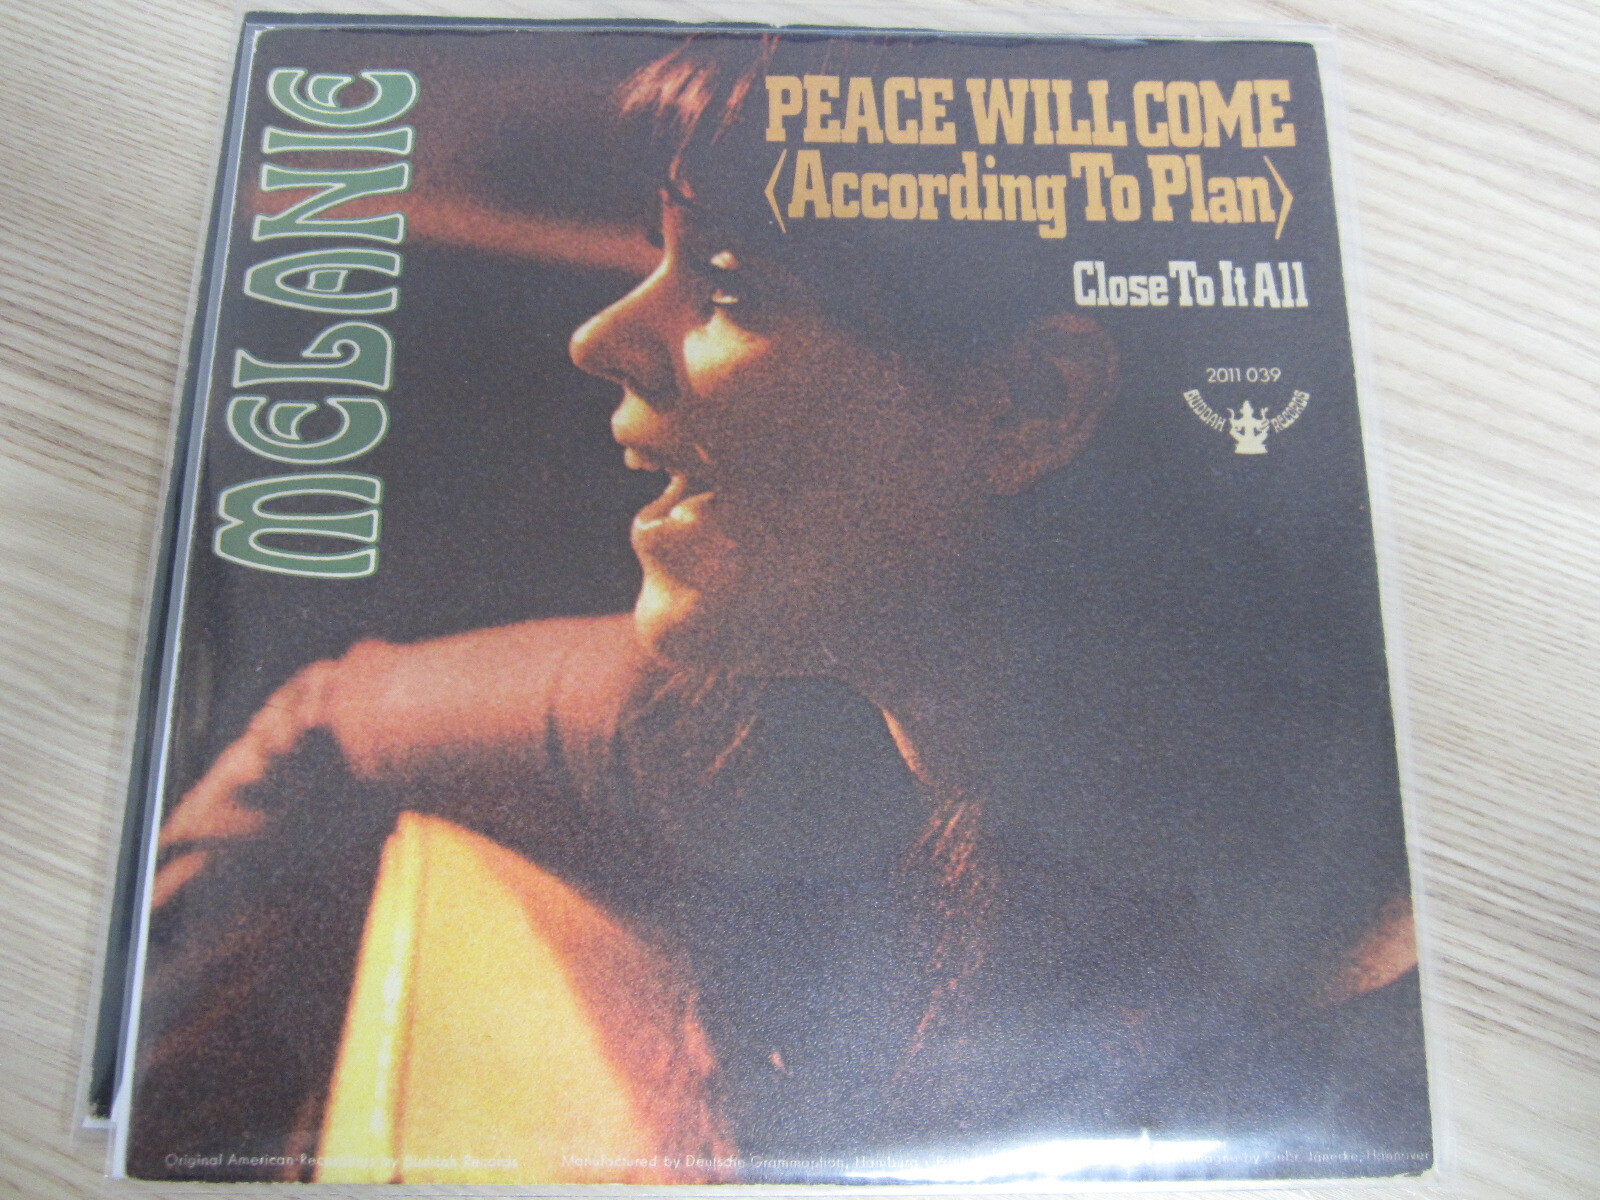 MELANIE
PEACE WILL COME
(According To Plan)
Close To It All
2011 039
BUDDAH RECORDS
Original American-Recordings by Buddah Records
Manufactured by Deutsche Grammophon, Hamburg · by Gebr. Jänecke, Hannover